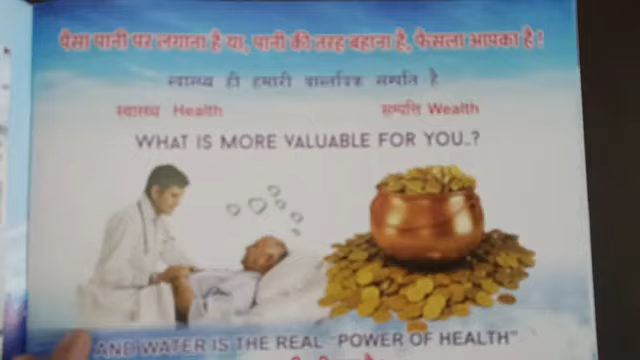 पैसा पानी पर लगाना है या, पानी की तरह बहाना है, फैसला आपका है!
स्वास्थ्य ही हमारी वास्तविक सम्पति है
स्वास्थ्य Health
सम्पत्ति Wealth
WHAT IS MORE VALUABLE FOR YOU..?
AND WATER IS THE REAL "POWER OF HEALTH"